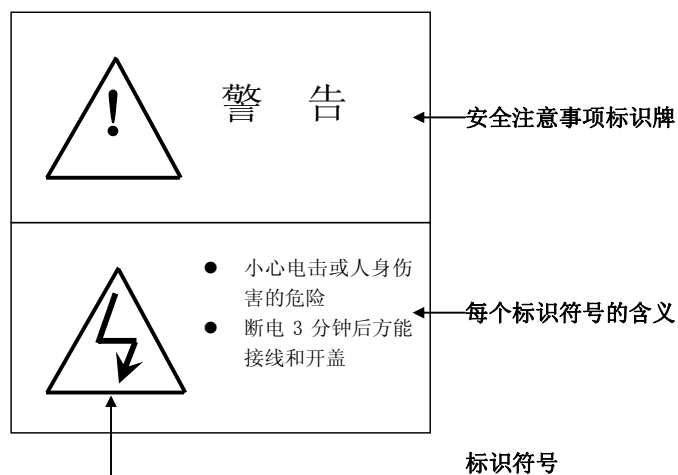 !
警 告
安全注意事项标识牌
● 小心电击或人身伤
害的危险
● 断电 3 分钟后方能
接线和开盖
每个标识符号的含义
标识符号